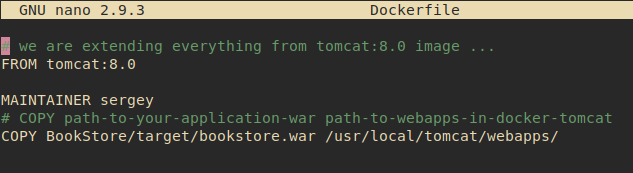 GNU nano 2.9.3 Dockerfile
# we are extending everything from tomcat:8.0 image ...
FROM tomcat:8.0
MAINTAINER sergey
# COPY path-to-your-application-war path-to-webapps-in-docker-tomcat
COPY BookStore/target/bookstore.war /usr/local/tomcat/webapps/